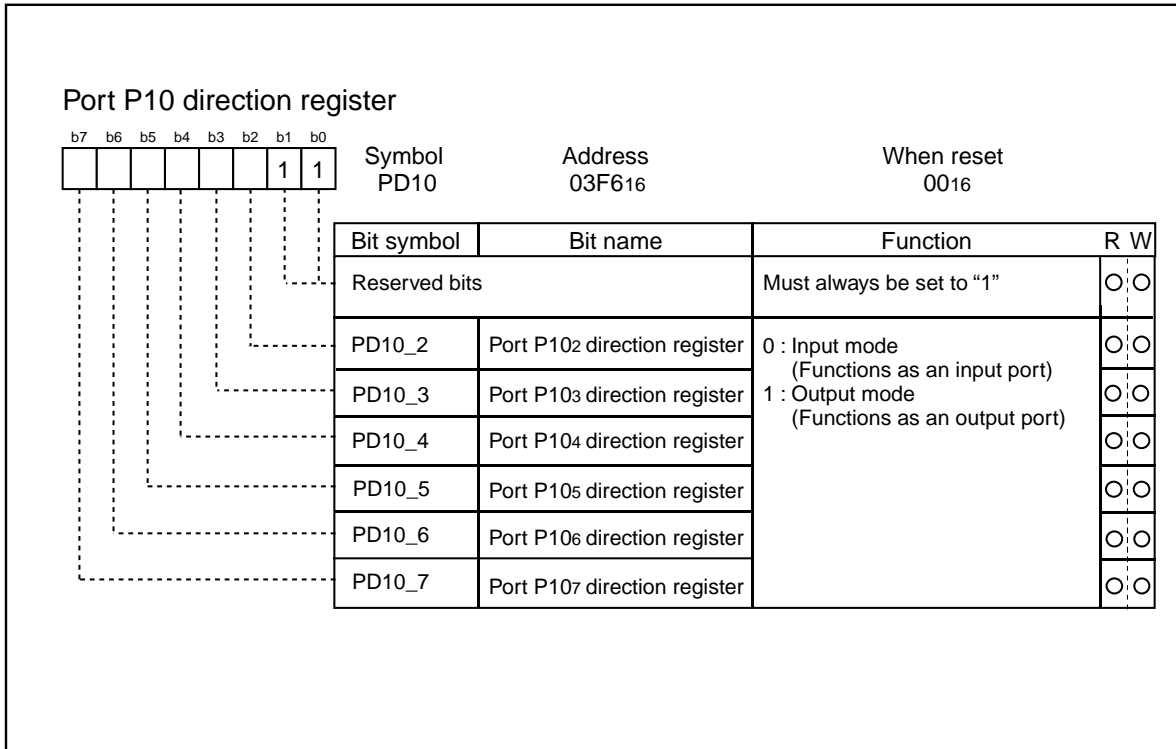 Port P10 direction register
b7 b6 b5 b4 b3 b2 b1 b0
1 1
Symbol Address When reset
PD10 03F616 0016
Bit symbol Bit name Function R W
Reserved bits Must always be set to “1”
PD10_2 Port P102 direction register 0 : Input mode
(Functions as an input port)
PD10_3 Port P103 direction register 1 : Output mode
(Functions as an output port)
PD10_4 Port P104 direction register
PD10_5 Port P105 direction register
PD10_6 Port P106 direction register
PD10_7 Port P107 direction register